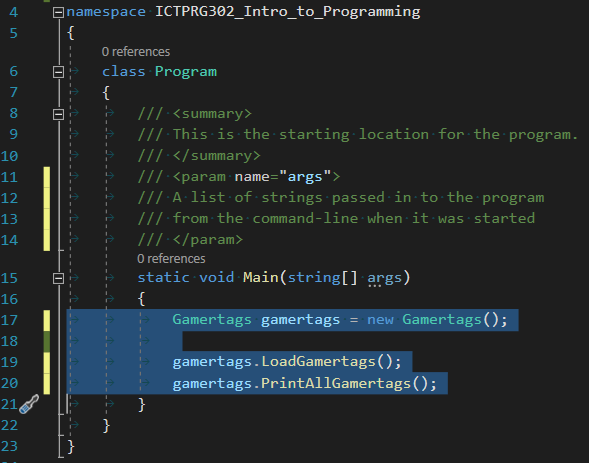 4 namespace ICTPRG302_Intro_to_Programming
5 {
0 references
6 class Program
7 {
8 /// <summary>
9 /// This is the starting location for the program.
10 /// </summary>
11 /// <param name="args">
12 /// A list of strings passed in to the program
13 /// from the command-line when it was started
14 /// </param>
0 references
15 static void Main(string[] args)
16 {
17 Gamertags gamertags = new Gamertags();
18
19 gamertags.LoadGamertags();
20 gamertags.PrintAllGamertags();
21 }
22 }
23 }